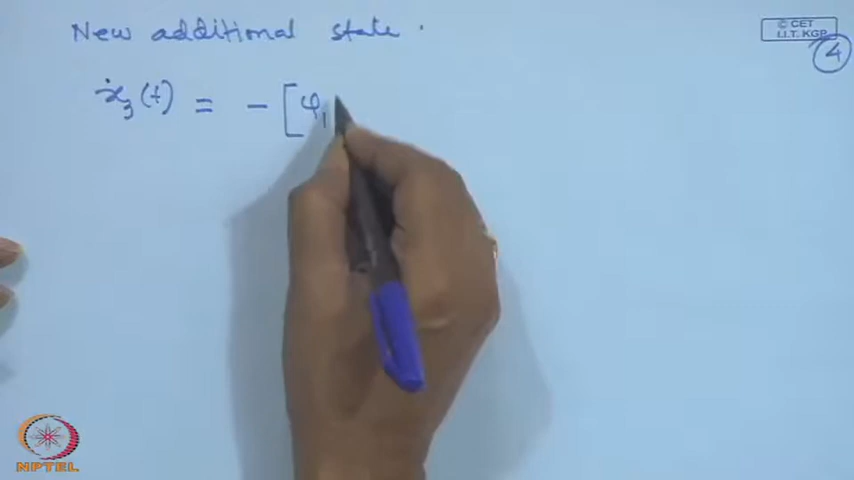 New additional state.
ẋ₃(t) = - [φ₁
© CET
I.I.T. KGP
4
NPTEL